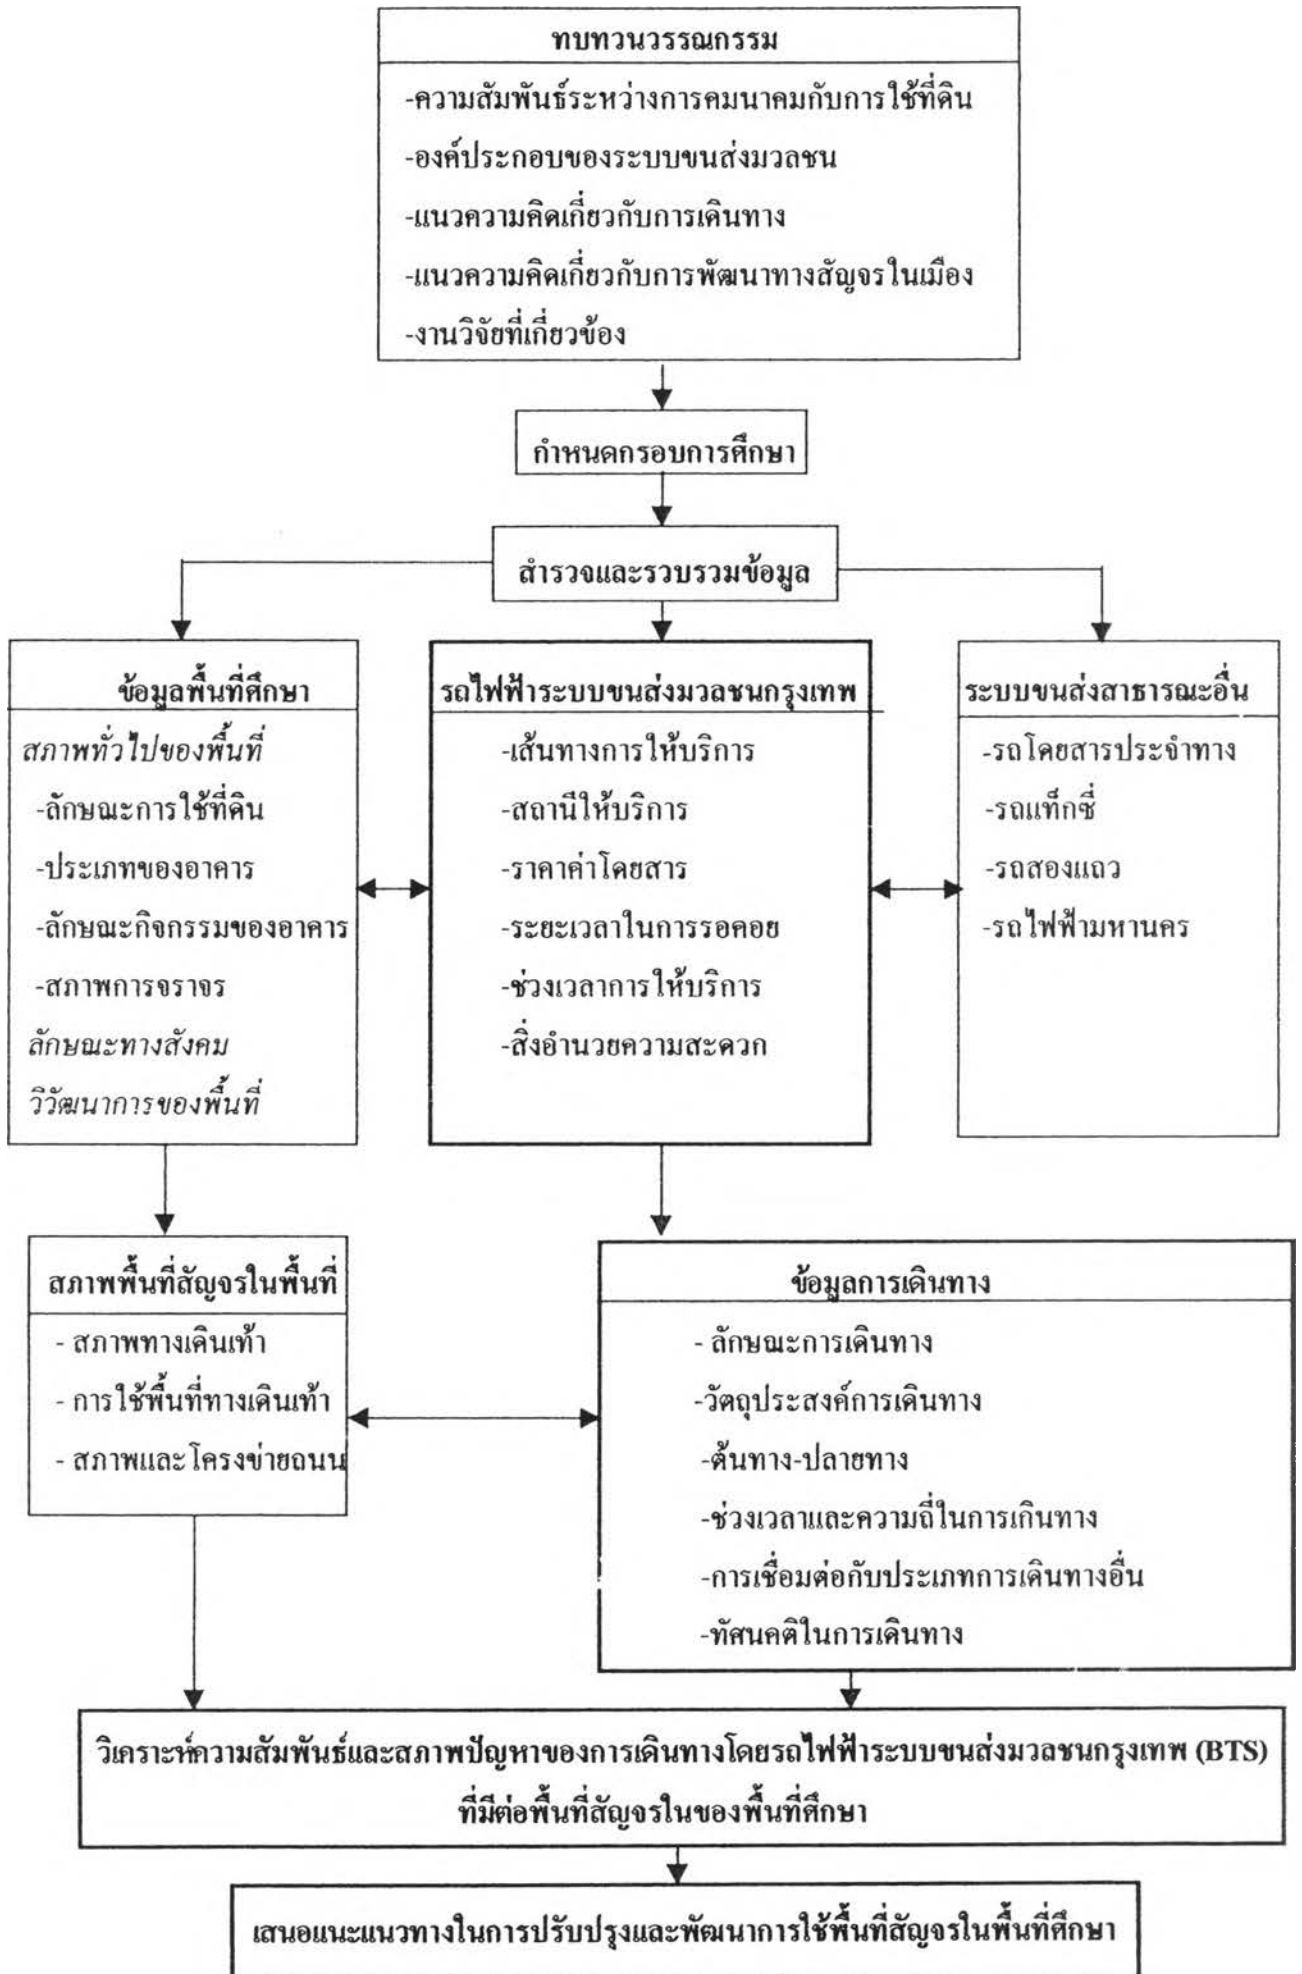 ทบทวนวรรณกรรม
-ความสัมพันธ์ระหว่างการคมนาคมกับการใช้ที่ดิน
-องค์ประกอบของระบบขนส่งมวลชน
-แนวความคิดเกี่ยวกับการเดินทาง
-แนวความคิดเกี่ยวกับการพัฒนาทางสัญจรในเมือง
-งานวิจัยที่เกี่ยวข้อง
กำหนดกรอบการศึกษา
สำรวจและรวบรวมข้อมูล
ข้อมูลพื้นที่ศึกษา
สภาพทั่วไปของพื้นที่
-ลักษณะการใช้ที่ดิน
-ประเภทของอาคาร
-ลักษณะกิจกรรมของอาคาร
-สภาพการจราจร
ลักษณะทางสังคม
วิวัฒนาการของพื้นที่
รถไฟฟ้าระบบขนส่งมวลชนกรุงเทพ
-เส้นทางการให้บริการ
-สถานีให้บริการ
-ราคาค่าโดยสาร
-ระยะเวลาในการรอคอย
-ช่วงเวลาการให้บริการ
-สิ่งอำนวยความสะดวก
ระบบขนส่งสาธารณะอื่น
-รถโดยสารประจำทาง
-รถแท็กซี่
-รถสองแถว
-รถไฟฟ้ามหานคร
สภาพพื้นที่สัญจรในพื้นที่
- สภาพทางเดินเท้า
- การใช้พื้นที่ทางเดินเท้า
- สภาพและโครงข่ายถนน
ข้อมูลการเดินทาง
- ลักษณะการเดินทาง
-วัตถุประสงค์การเดินทาง
-ต้นทาง-ปลายทาง
-ช่วงเวลาและความถี่ในการเกินทาง
-การเชื่อมต่อกับประเภทการเดินทางอื่น
-ทัศนคติในการเดินทาง
วิเคราะห์ความสัมพันธ์และสภาพปัญหาของการเดินทางโดยรถไฟฟ้าระบบขนส่งมวลชนกรุงเทพ (BTS)
ที่มีต่อพื้นที่สัญจรในของพื้นที่ศึกษา
เสนอแนะแนวทางในการปรับปรุงและพัฒนาการใช้พื้นที่สัญจรในพื้นที่ศึกษา